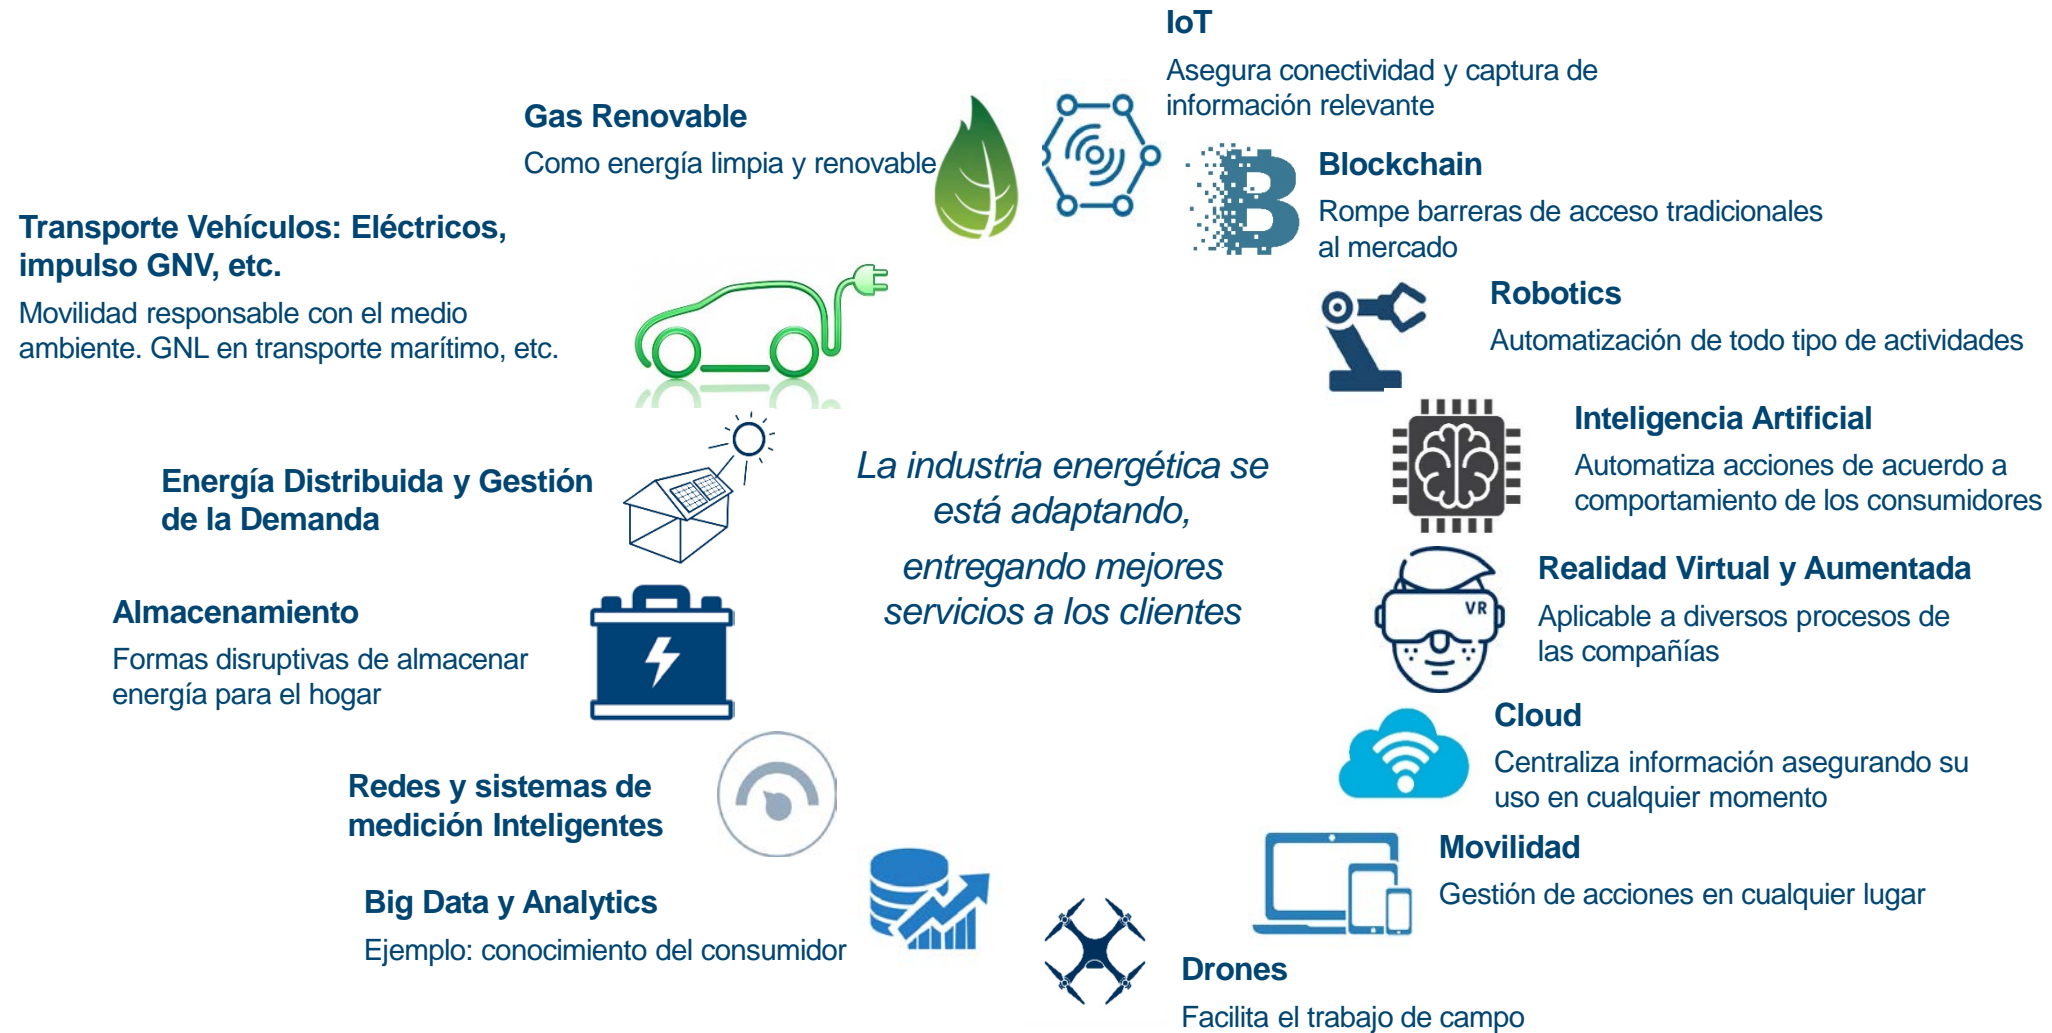 IoT
Asegura conectividad y captura de
información relevante
Gas Renovable
Como energía limpia y renovable
Blockchain
Rompe barreras de acceso tradicionales
al mercado
Transporte Vehículos: Eléctricos,
impulso GNV, etc.
Movilidad responsable con el medio
ambiente. GNL en transporte marítimo, etc.
Robotics
Automatización de todo tipo de actividades
Inteligencia Artificial
Automatiza acciones de acuerdo a
comportamiento de los consumidores
Energía Distribuida y Gestión
de la Demanda
La industria energética se
está adaptando,
entregando mejores
servicios a los clientes
Realidad Virtual y Aumentada
Aplicable a diversos procesos de
las compañías
VR
Almacenamiento
Formas disruptivas de almacenar
energía para el hogar
Cloud
Centraliza información asegurando su
uso en cualquier momento
Redes y sistemas de
medición Inteligentes
Movilidad
Gestión de acciones en cualquier lugar
Big Data y Analytics
Ejemplo: conocimiento del consumidor
Drones
Facilita el trabajo de campo